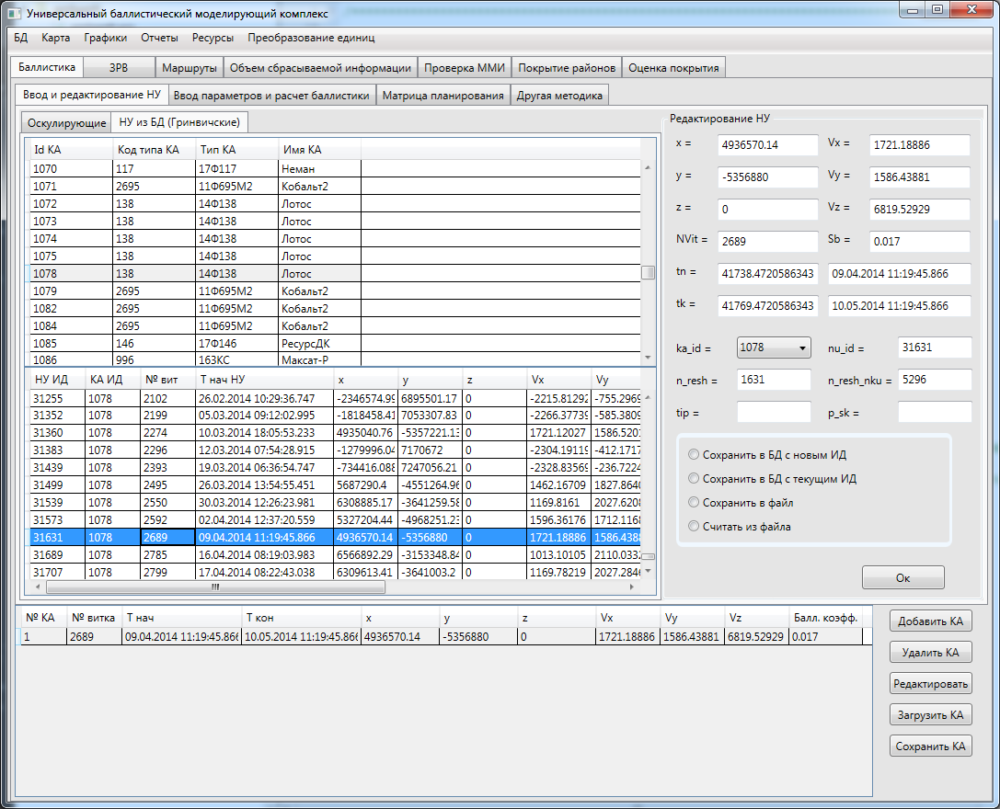 Универсальный баллистический моделирующий комплекс
БД Карта Графики Отчеты Ресурсы Преобразование единиц
Баллистика ЗРВ Маршруты Объем сбрасываемой информации Проверка ММИ Покрытие районов Оценка покрытия
Ввод и редактирование НУ Ввод параметров и расчет баллистики Матрица планирования Другая методика
Оскулирующие НУ из БД (Гринвичские)
Id КА Код типа КА Тип КА Имя КА
1070 117 17Ф117 Неман
1071 2695 11Ф695М2 Кобальт2
1072 138 14Ф138 Лотос
1073 138 14Ф138 Лотос
1074 138 14Ф138 Лотос
1075 138 14Ф138 Лотос
1078 138 14Ф138 Лотос
1079 2695 11Ф695М2 Кобальт2
1082 2695 11Ф695М2 Кобальт2
1084 2695 11Ф695М2 Кобальт2
1085 146 17Ф146 РесурсДК
1086 996 163КС Максат-Р
НУ ИД КА ИД № вит Т нач НУ x y z Vx Vy
31255 1078 2102 26.02.2014 10:29:36.747 -2346574.99 6895501.17 0 -2215.81292 -755.2969
31352 1078 2199 05.03.2014 09:12:02.995 -1818458.41 7053307.83 0 -2266.37739 -585.3809
31360 1078 2274 10.03.2014 18:05:53.233 4935040.76 -5357221.13 0 1721.12027 1586.5201
31383 1078 2296 12.03.2014 07:54:28.915 -1279996.04 7170672 0 -2304.19119 -412.1717
31439 1078 2393 19.03.2014 06:36:54.747 -734416.088 7247056.21 0 -2328.83569 -236.7224
31499 1078 2495 26.03.2014 13:54:55.451 5687290.4 -4551264.96 0 1462.16709 1827.8640
31539 1078 2550 30.03.2014 12:26:23.981 6308885.17 -3641259.58 0 1169.8161 2027.6208
31573 1078 2592 02.04.2014 12:37:20.559 5327204.44 -4968251.23 0 1596.36176 1712.1168
31631 1078 2689 09.04.2014 11:19:45.866 4936570.14 -5356880 0 1721.18886 1586.4388
31689 1078 2785 16.04.2014 08:19:03.983 6566892.29 -3153348.84 0 1013.10105 2110.0332
31707 1078 2799 17.04.2014 08:22:43.038 6309613.41 -3641003.2 0 1169.78219 2027.2846
Редактирование НУ
x = 4936570.14 Vx = 1721.18886
y = -5356880 Vy = 1586.43881
z = 0 Vz = 6819.52929
NVit = 2689 Sb = 0.017
tn = 41738.4720586343 09.04.2014 11:19:45.866
tk = 41769.4720586343 10.05.2014 11:19:45.866
ka_id = 1078 nu_id = 31631
n_resh = 1631 n_resh_nku = 5296
tip = p_sk =
Сохранить в БД с новым ИД
Сохранить в БД с текущим ИД
Сохранить в файл
Считать из файла
Ок
№ КА № витка Т нач Т кон x y z Vx Vy Vz Балл. коэфф.
1 2689 09.04.2014 11:19:45.866 10.05.2014 11:19:45.866 4936570.14 -5356880 0 1721.18886 1586.43881 6819.52929 0.017
Добавить КА
Удалить КА
Редактировать
Загрузить КА
Сохранить КА